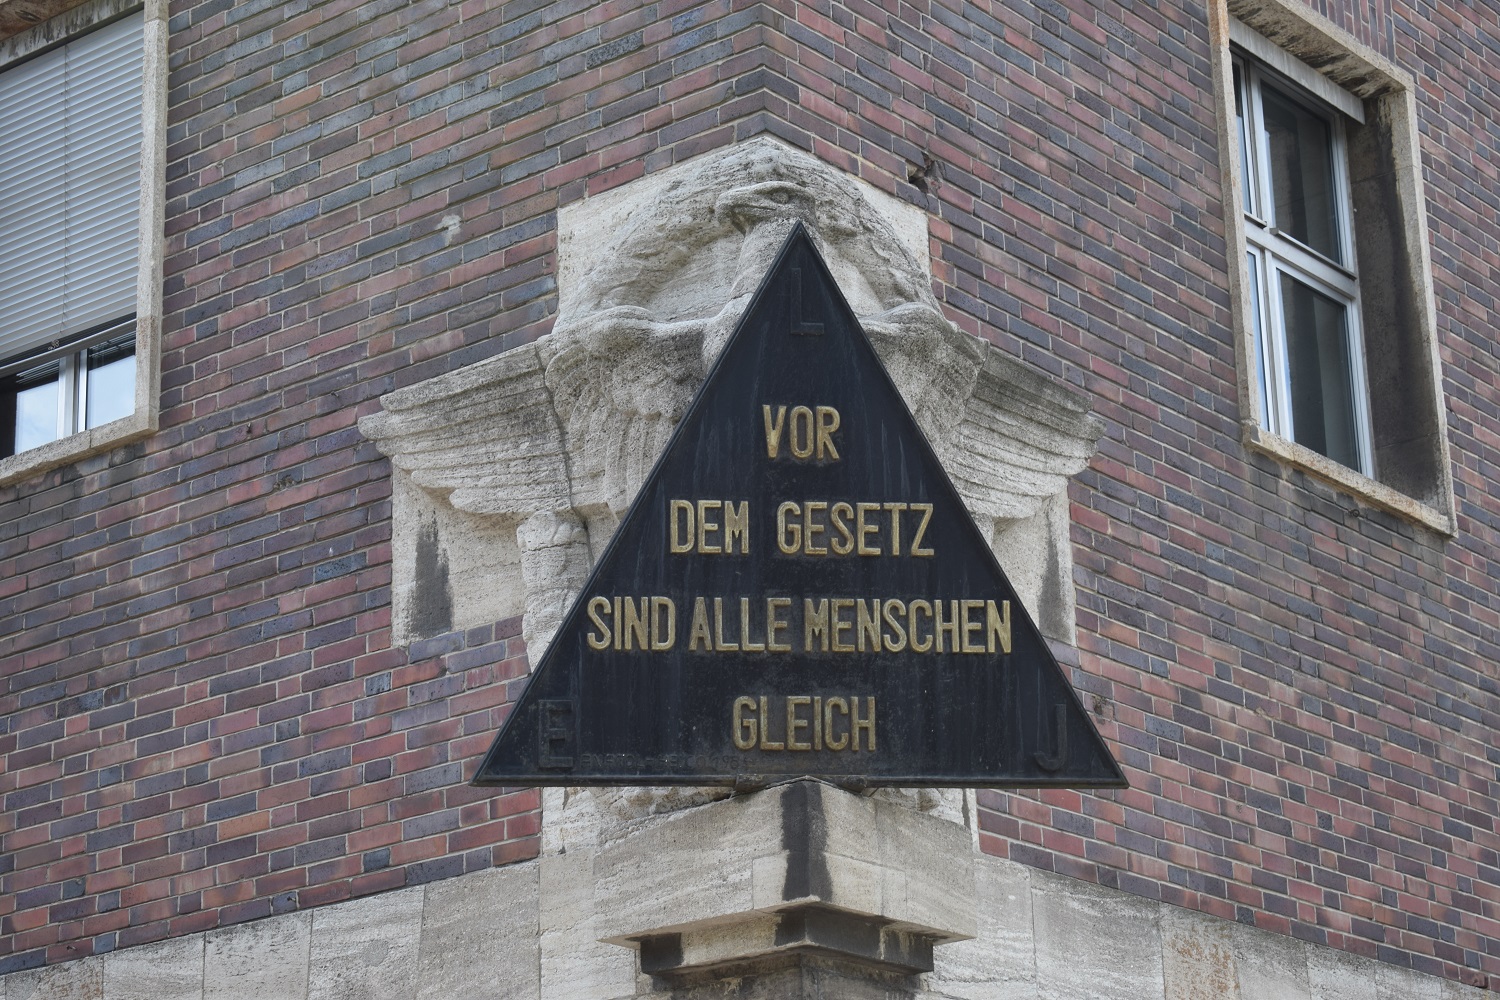 L
VOR
DEM GESETZ
SIND ALLE MENSCHEN
GLEICH
E J